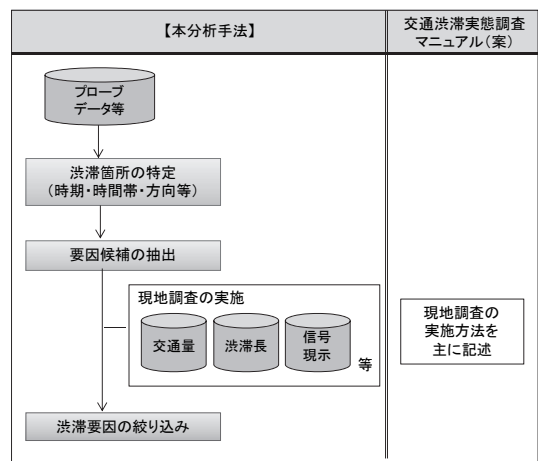 【本分析手法】
交通渋滞実態調査
マニュアル(案)
プローブ
データ等
渋滞箇所の特定
(時期・時間帯・方向等)
要因候補の抽出
現地調査の実施
交通量
渋滞長
信号
現示
等
渋滞要因の絞り込み
現地調査の
実施方法を
主に記述